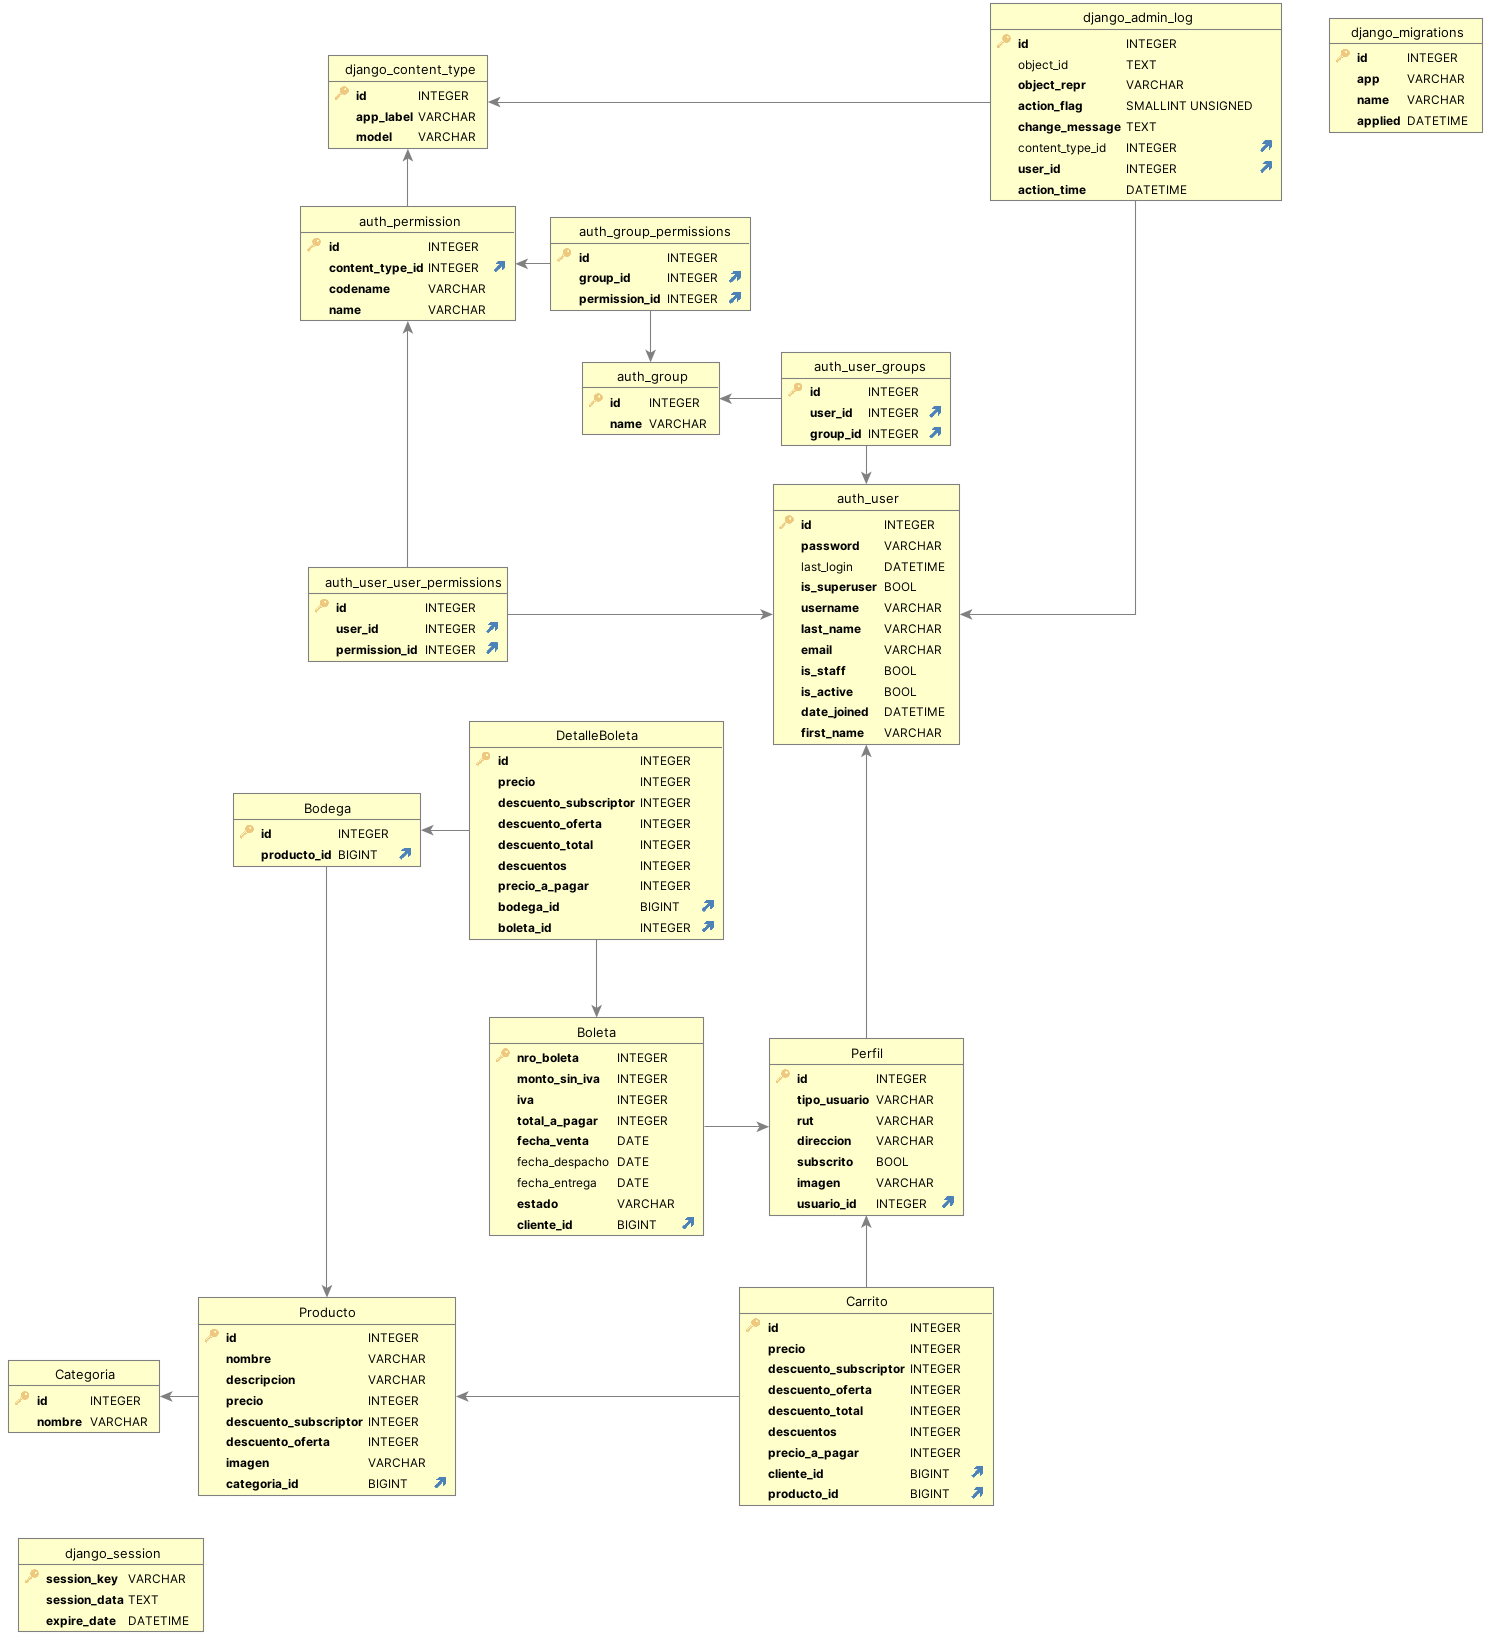 django_admin_log
id INTEGER
object_id TEXT
object_repr VARCHAR
action_flag SMALLINT UNSIGNED
change_message TEXT
content_type_id INTEGER
user_id INTEGER
action_time DATETIME
django_migrations
id INTEGER
app VARCHAR
name VARCHAR
applied DATETIME
django_content_type
id INTEGER
app_label VARCHAR
model VARCHAR
auth_permission
id INTEGER
content_type_id INTEGER
codename VARCHAR
name VARCHAR
auth_group_permissions
id INTEGER
group_id INTEGER
permission_id INTEGER
auth_group
id INTEGER
name VARCHAR
auth_user_groups
id INTEGER
user_id INTEGER
group_id INTEGER
auth_user
id INTEGER
password VARCHAR
last_login DATETIME
is_superuser BOOL
username VARCHAR
last_name VARCHAR
email VARCHAR
is_staff BOOL
is_active BOOL
date_joined DATETIME
first_name VARCHAR
auth_user_user_permissions
id INTEGER
user_id INTEGER
permission_id INTEGER
DetalleBoleta
id INTEGER
precio INTEGER
descuento_subscriptor INTEGER
descuento_oferta INTEGER
descuento_total INTEGER
descuentos INTEGER
precio_a_pagar INTEGER
bodega_id BIGINT
boleta_id INTEGER
Bodega
id INTEGER
producto_id BIGINT
Boleta
nro_boleta INTEGER
monto_sin_iva INTEGER
iva INTEGER
total_a_pagar INTEGER
fecha_venta DATE
fecha_despacho DATE
fecha_entrega DATE
estado VARCHAR
cliente_id BIGINT
Perfil
id INTEGER
tipo_usuario VARCHAR
rut VARCHAR
direccion VARCHAR
subscrito BOOL
imagen VARCHAR
usuario_id INTEGER
Producto
id INTEGER
nombre VARCHAR
descripcion VARCHAR
precio INTEGER
descuento_subscriptor INTEGER
descuento_oferta INTEGER
imagen VARCHAR
categoria_id BIGINT
Carrito
id INTEGER
precio INTEGER
descuento_subscriptor INTEGER
descuento_oferta INTEGER
descuento_total INTEGER
descuentos INTEGER
precio_a_pagar INTEGER
cliente_id BIGINT
producto_id BIGINT
Categoria
id INTEGER
nombre VARCHAR
django_session
session_key VARCHAR
session_data TEXT
expire_date DATETIME